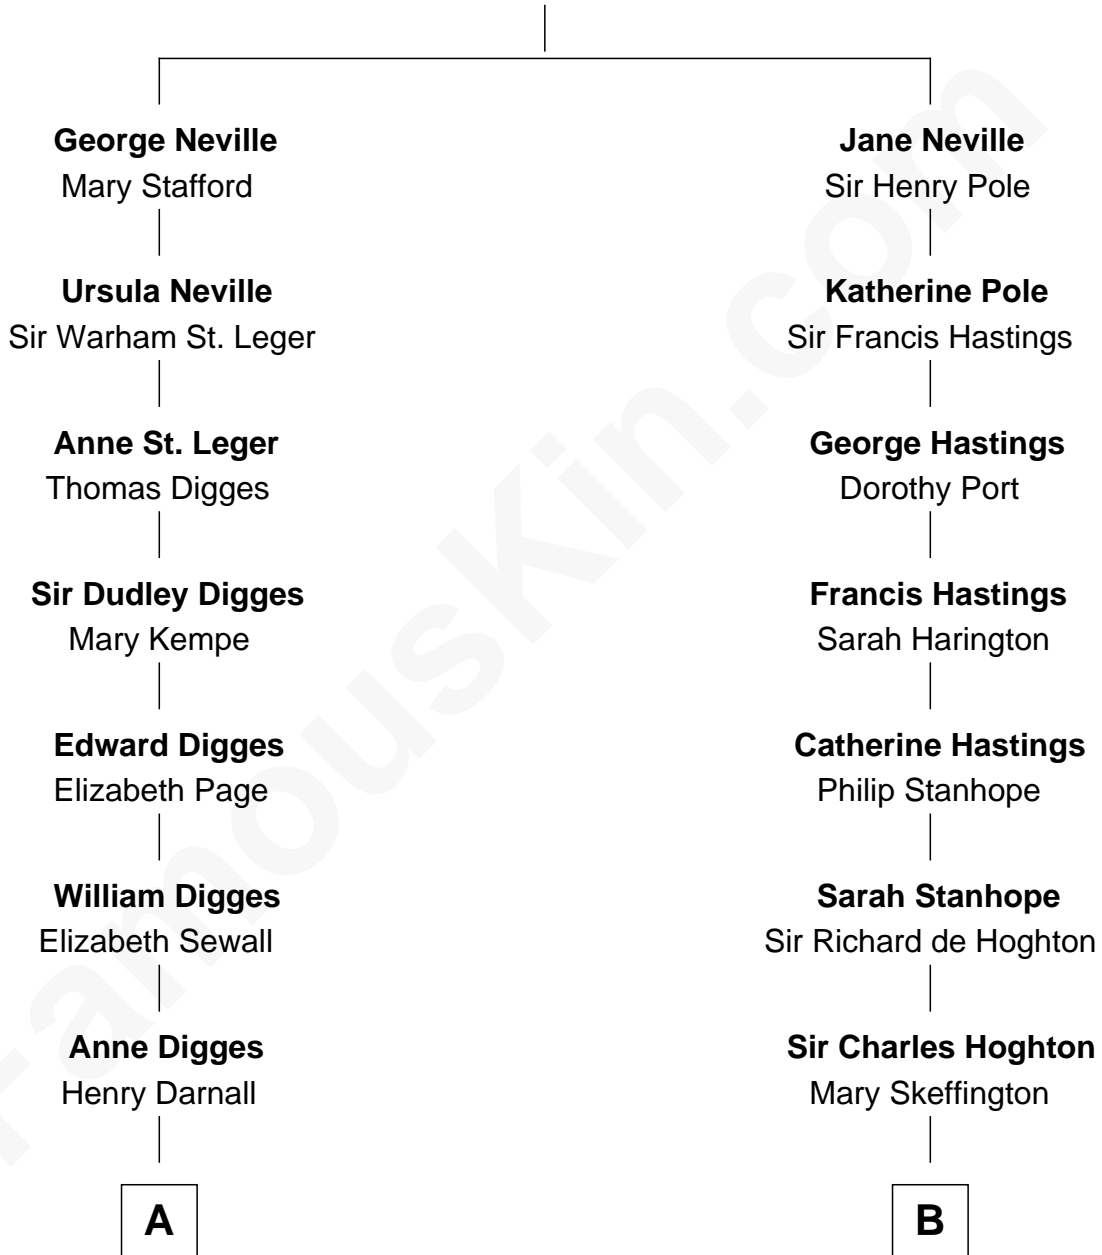 George Neville
Mary Stafford
Ursula Neville
Sir Warham St. Leger
Anne St. Leger
Thomas Digges
Sir Dudley Digges
Mary Kempe
Edward Digges
Elizabeth Page
William Digges
Elizabeth Sewall
Anne Digges
Henry Darnall
A
Jane Neville
Sir Henry Pole
Katherine Pole
Sir Francis Hastings
George Hastings
Dorothy Port
Francis Hastings
Sarah Harington
Catherine Hastings
Philip Stanhope
Sarah Stanhope
Sir Richard de Hoghton
Sir Charles Hoghton
Mary Skeffington
B
FamousKin.com